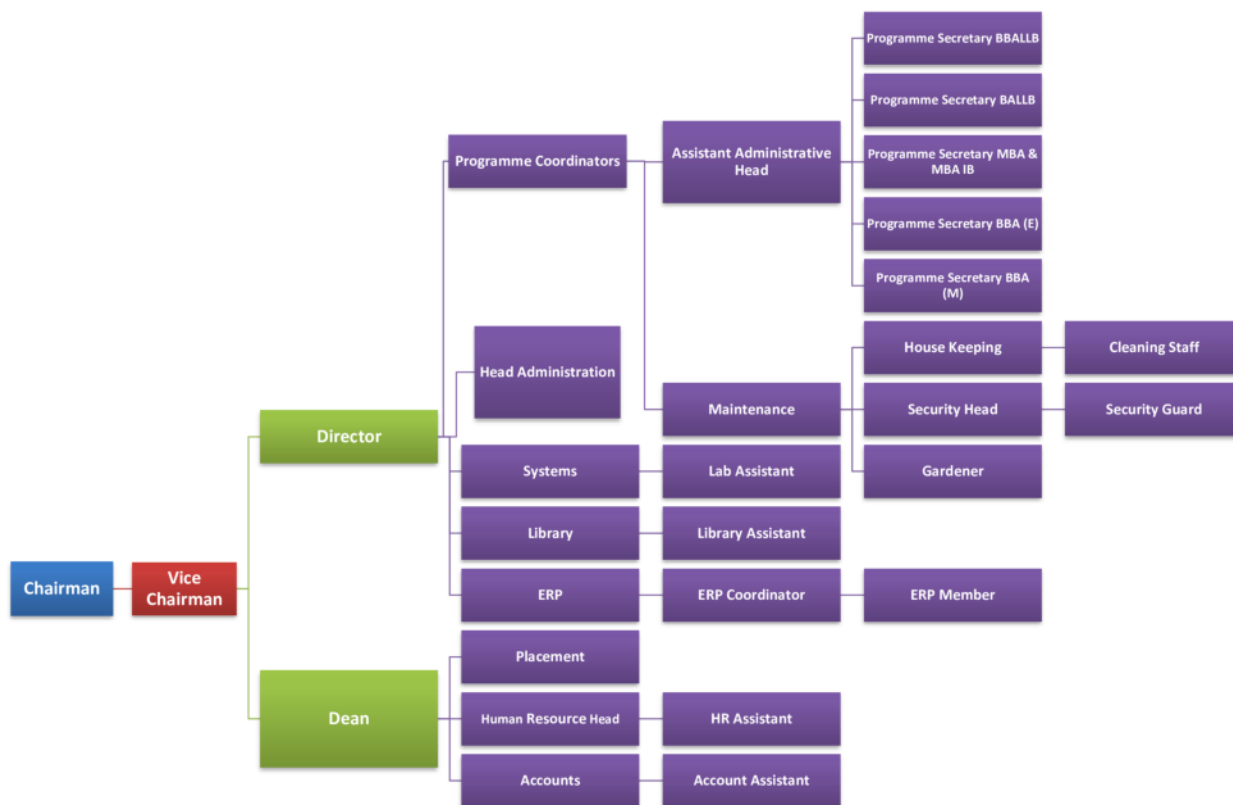 Programme Secretary BBALLB
Programme Secretary BALLB
Programme Coordinators
Assistant Administrative
Head
Programme Secretary MBA &
MBA IB
Programme Secretary BBA (E)
Programme Secretary BBA
(M)
Head Administration
House Keeping
Cleaning Staff
Maintenance
Security Head
Security Guard
Director
Systems
Lab Assistant
Gardener
Library
Library Assistant
Chairman
Vice
Chairman
ERP
ERP Coordinator
ERP Member
Placement
Dean
Human Resource Head
HR Assistant
Accounts
Account Assistant